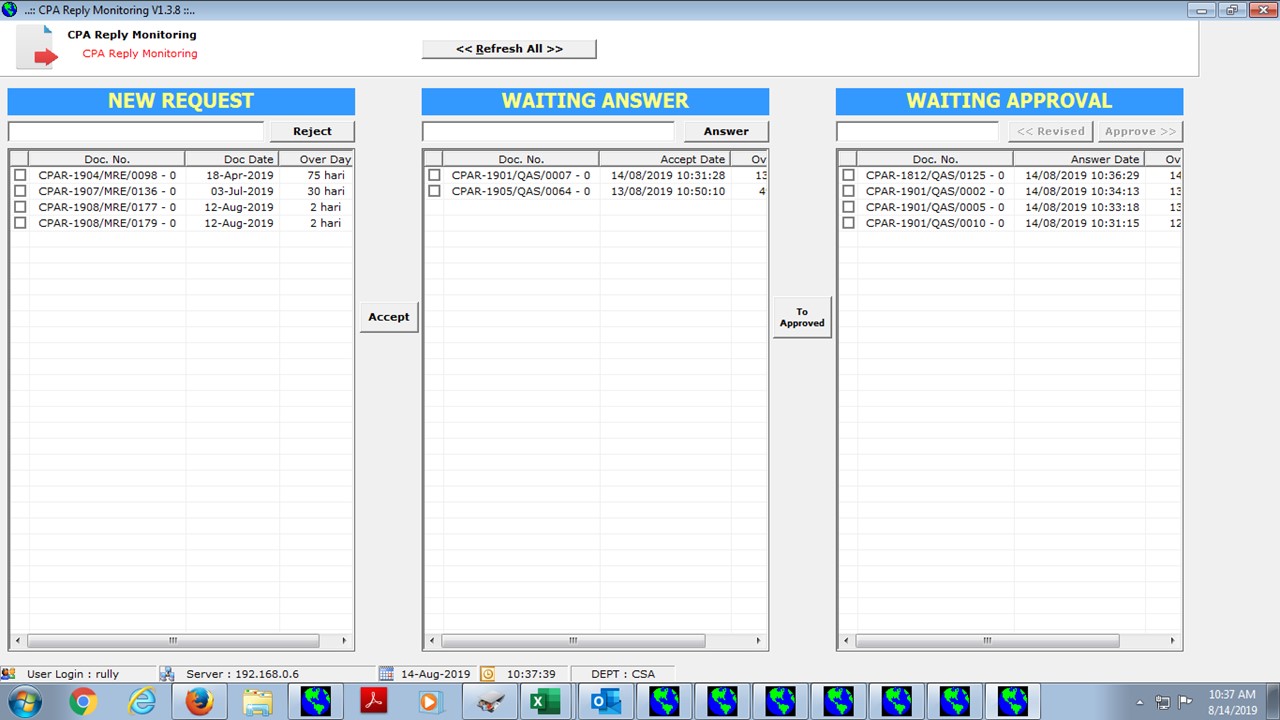 ..:: CPA Reply Monitoring V1.3.8 ::..
CPA Reply Monitoring
CPA Reply Monitoring
<< Refresh All >>
NEW REQUEST
Reject
Doc. No. Doc Date Over Day
CPAR-1904/MRE/0098 - 0 18-Apr-2019 75 hari
CPAR-1907/MRE/0136 - 0 03-Jul-2019 30 hari
CPAR-1908/MRE/0177 - 0 12-Aug-2019 2 hari
CPAR-1908/MRE/0179 - 0 12-Aug-2019 2 hari
Accept
WAITING ANSWER
Answer
Doc. No. Accept Date Ov
CPAR-1901/QAS/0007 - 0 14/08/2019 10:31:28 13
CPAR-1905/QAS/0064 - 0 13/08/2019 10:50:10 4
To
Approved
WAITING APPROVAL
<< Revised Approve >>
Doc. No. Answer Date Ov
CPAR-1812/QAS/0125 - 0 14/08/2019 10:36:29 14
CPAR-1901/QAS/0002 - 0 14/08/2019 10:34:13 13
CPAR-1901/QAS/0005 - 0 14/08/2019 10:33:18 13
CPAR-1901/QAS/0010 - 0 14/08/2019 10:31:15 12
User Login : rully Server : 192.168.0.6 14-Aug-2019 10:37:39 DEPT : CSA
10:37 AM
8/14/2019